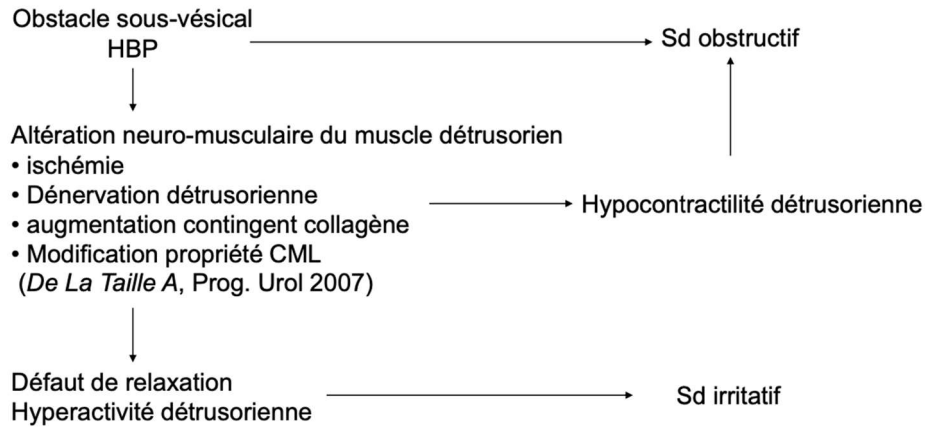 Obstacle sous-vésical
HBP
Sd obstructif
Altération neuro-musculaire du muscle détrusorien
• ischémie
• Dénervation détrusorienne
• augmentation contingent collagène
• Modification propriété CML
(De La Taille A, Prog. Urol 2007)
Hypocontractilité détrusorienne
Défaut de relaxation
Hyperactivité détrusorienne
Sd irritatif